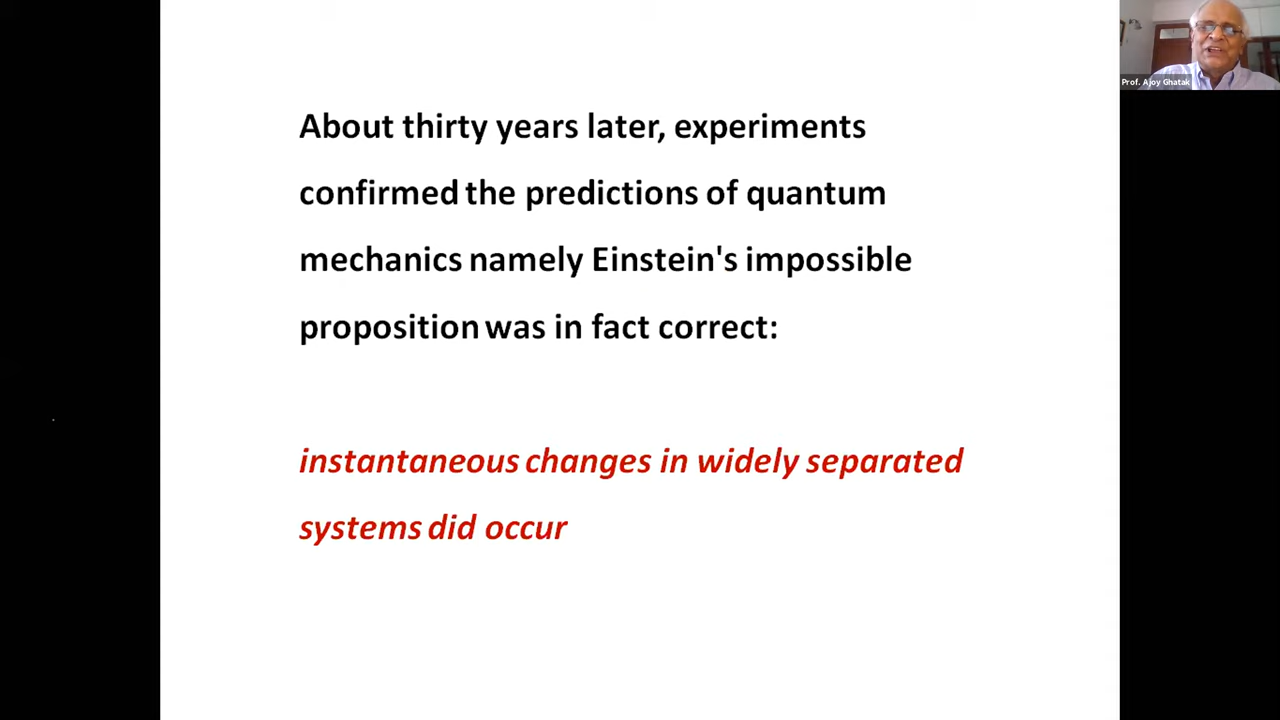 Prof. Ajoy Ghatak
About thirty years later, experiments
confirmed the predictions of quantum
mechanics namely Einstein's impossible
proposition was in fact correct:
instantaneous changes in widely separated
systems did occur